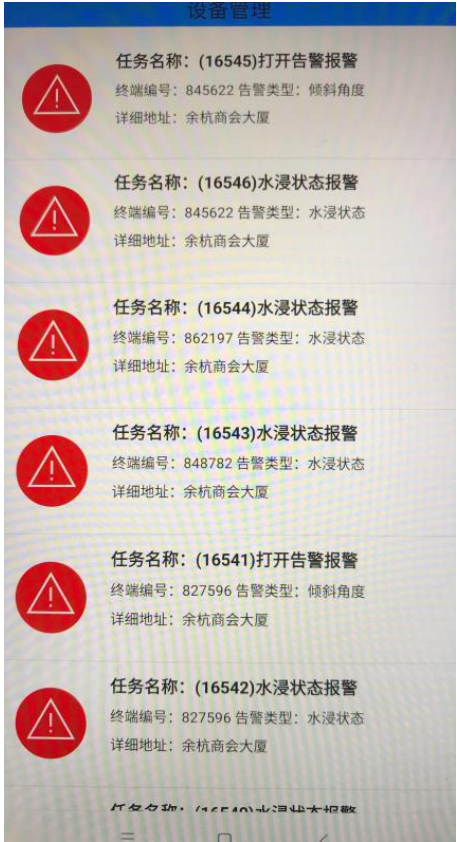 设备管理
任务名称：(16545)打开告警报警
终端编号：845622 告警类型：倾斜角度
详细地址：余杭商会大厦
任务名称：(16546)水浸状态报警
终端编号：845622 告警类型：水浸状态
详细地址：余杭商会大厦
任务名称：(16544)水浸状态报警
终端编号：862197 告警类型：水浸状态
详细地址：余杭商会大厦
任务名称：(16543)水浸状态报警
终端编号：848782 告警类型：水浸状态
详细地址：余杭商会大厦
任务名称：(16541)打开告警报警
终端编号：827596 告警类型：倾斜角度
详细地址：余杭商会大厦
任务名称：(16542)水浸状态报警
终端编号：827596 告警类型：水浸状态
详细地址：余杭商会大厦